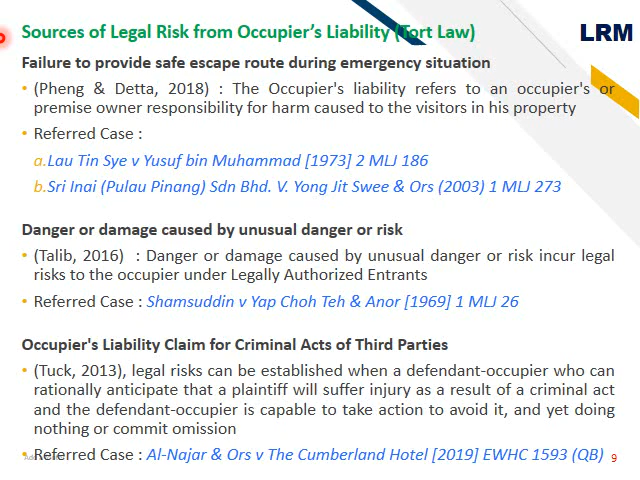 Sources of Legal Risk from Occupier’s Liability (Tort Law)
LRM
Failure to provide safe escape route during emergency situation
• (Pheng & Detta, 2018) : The Occupier's liability refers to an occupier's or
premise owner responsibility for harm caused to the visitors in his property
• Referred Case :
a.Lau Tin Sye v Yusuf bin Muhammad [1973] 2 MLJ 186
b.Sri Inai (Pulau Pinang) Sdn Bhd. V. Yong Jit Swee & Ors (2003) 1 MLJ 273
Danger or damage caused by unusual danger or risk
• (Talib, 2016) : Danger or damage caused by unusual danger or risk incur legal
risks to the occupier under Legally Authorized Entrants
• Referred Case : Shamsuddin v Yap Choh Teh & Anor [1969] 1 MLJ 26
Occupier's Liability Claim for Criminal Acts of Third Parties
• (Tuck, 2013), legal risks can be established when a defendant-occupier who can
rationally anticipate that a plaintiff will suffer injury as a result of a criminal act
and the defendant-occupier is capable to take action to avoid it, and yet doing
nothing or commit omission
• Referred Case : Al-Najar & Ors v The Cumberland Hotel [2019] EWHC 1593 (QB)
9